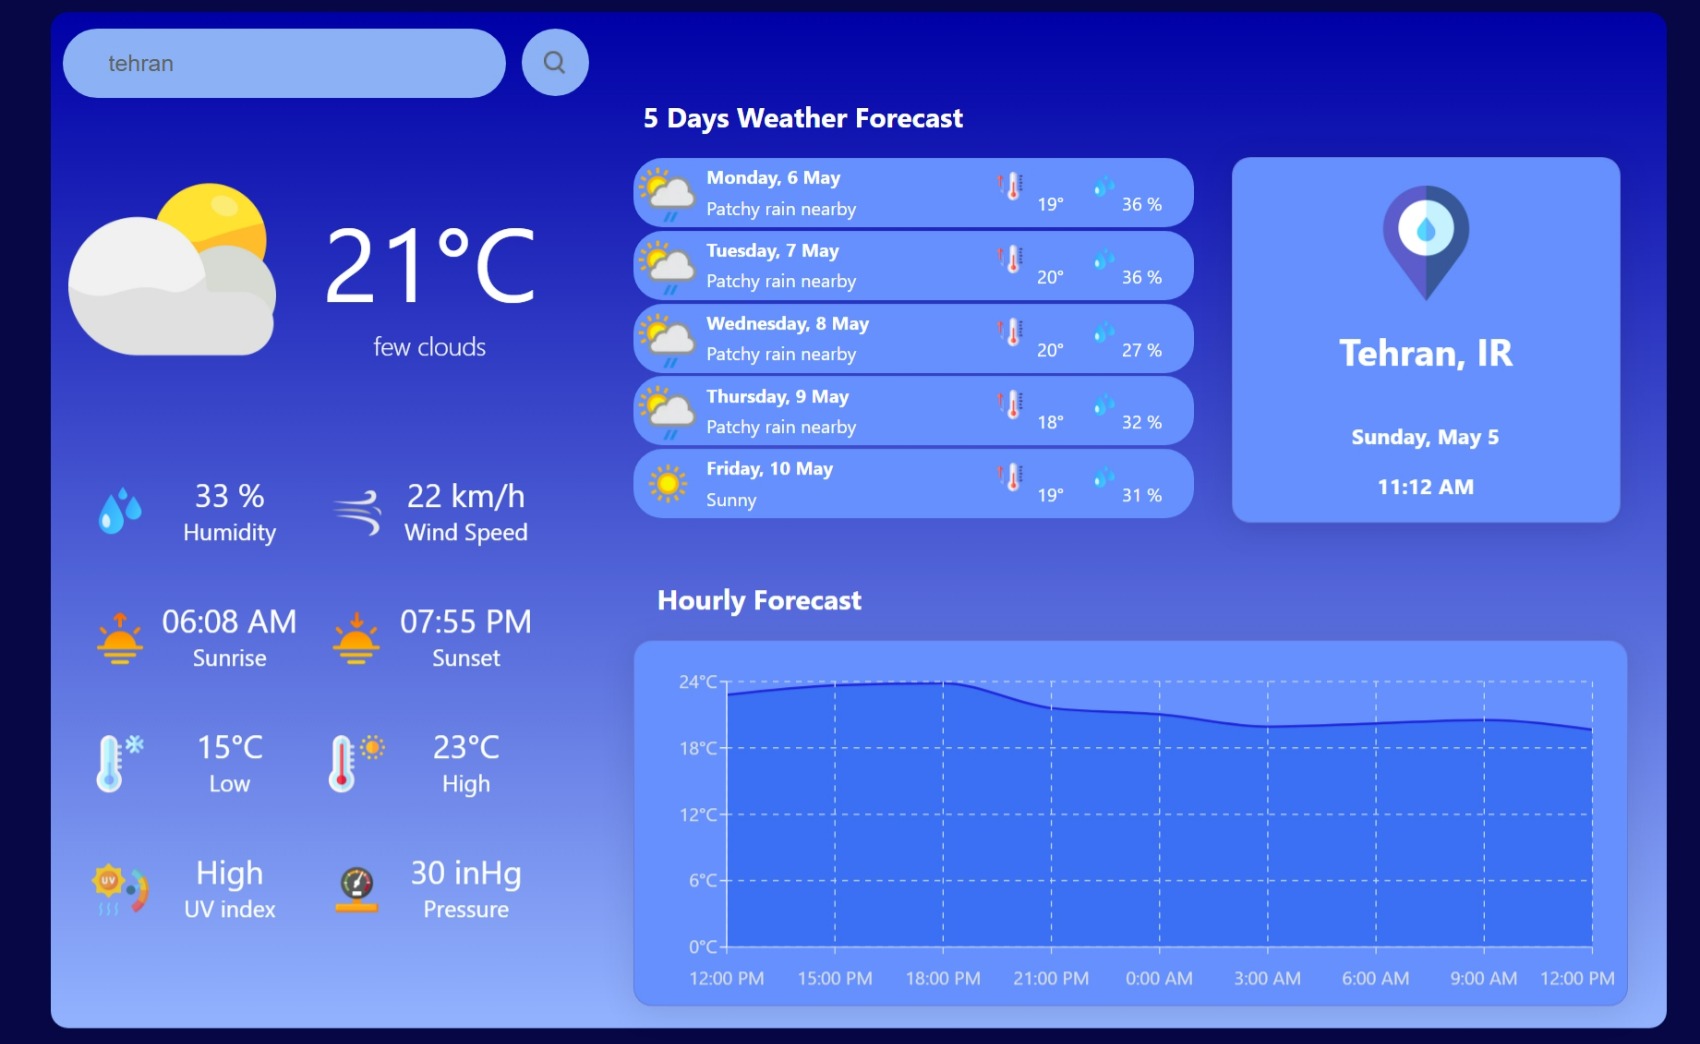 tehran
21°C
few clouds
33 %
Humidity
22 km/h
Wind Speed
06:08 AM
Sunrise
07:55 PM
Sunset
15°C
Low
23°C
High
UV
High
UV index
30 inHg
Pressure
5 Days Weather Forecast
Monday, 6 May
Patchy rain nearby
19°
36 %
Tuesday, 7 May
Patchy rain nearby
20°
36 %
Wednesday, 8 May
Patchy rain nearby
20°
27 %
Thursday, 9 May
Patchy rain nearby
18°
32 %
Friday, 10 May
Sunny
19°
31 %
Tehran, IR
Sunday, May 5
11:12 AM
Hourly Forecast
24°C
18°C
12°C
6°C
0°C
12:00 PM 15:00 PM 18:00 PM 21:00 PM 0:00 AM 3:00 AM 6:00 AM 9:00 AM 12:00 PM